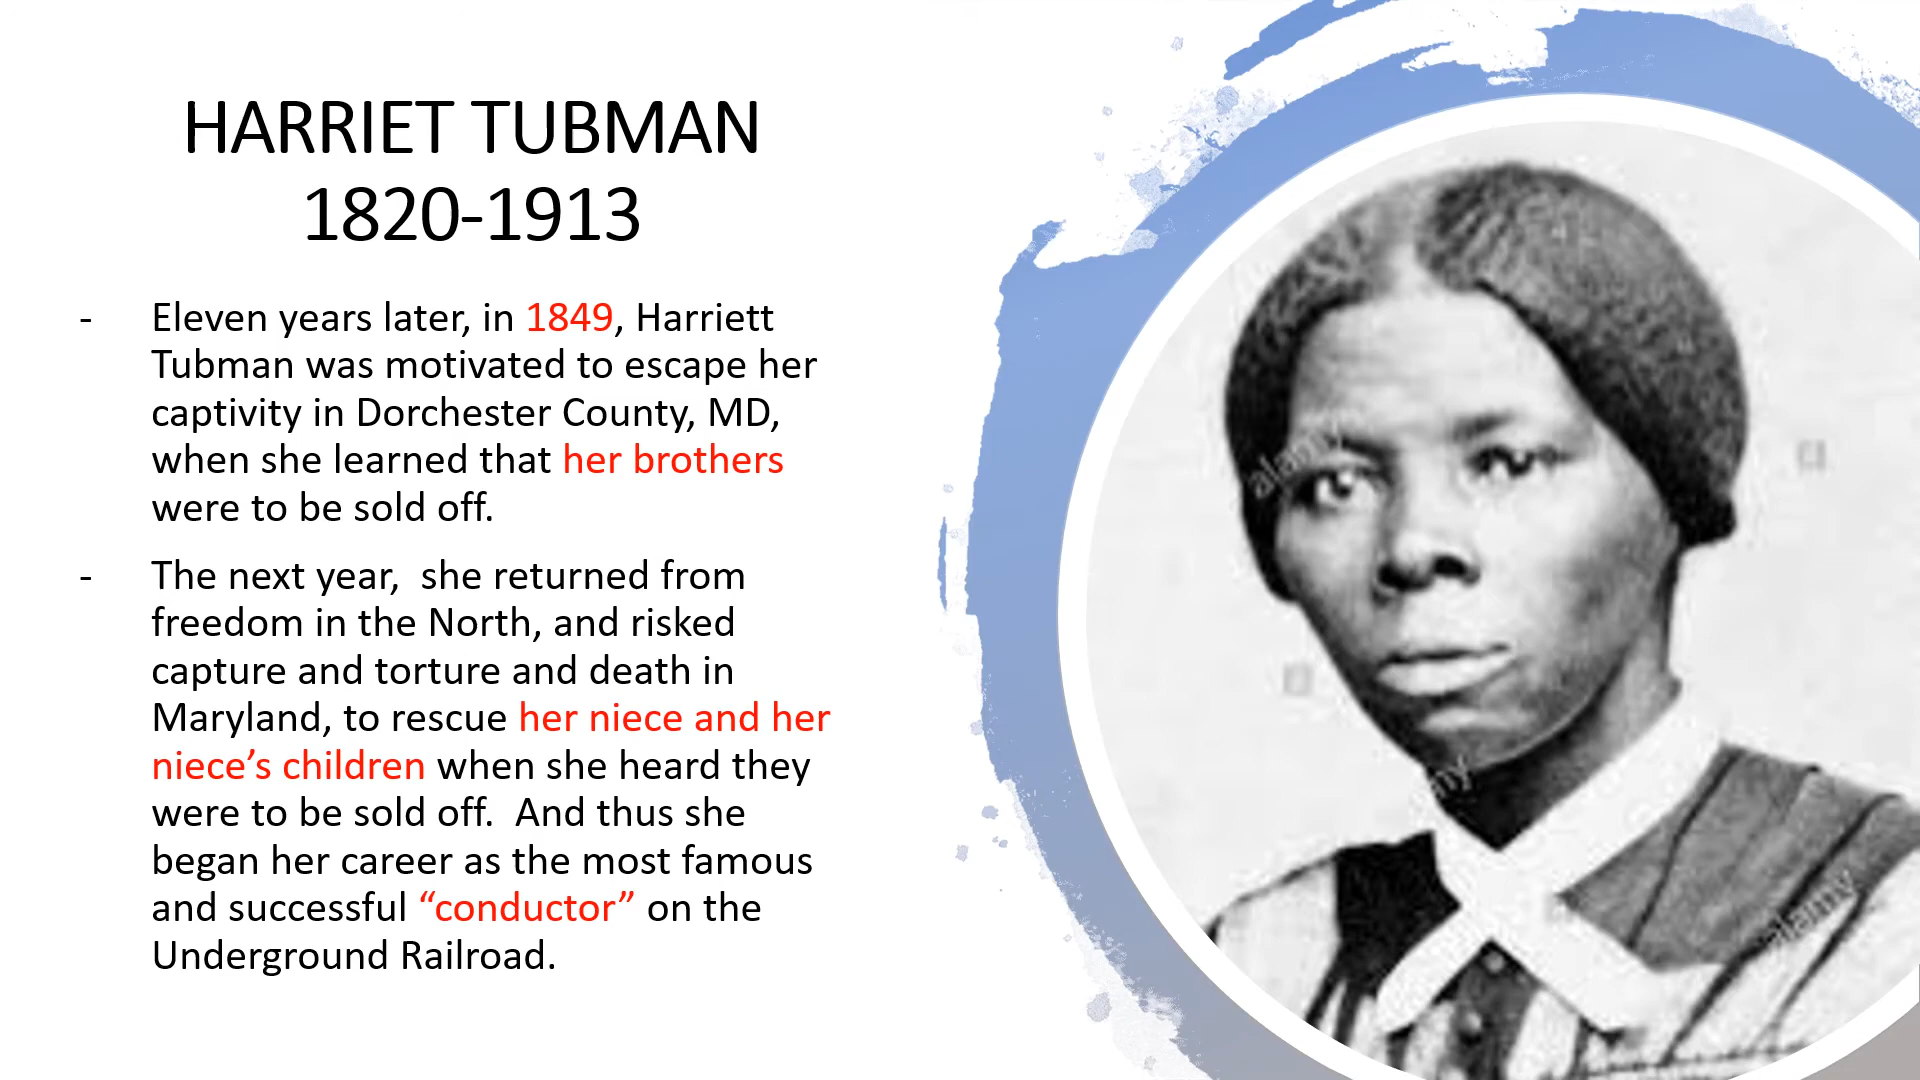 HARRIET TUBMAN
1820-1913
- Eleven years later, in 1849, Harriett
Tubman was motivated to escape her
captivity in Dorchester County, MD,
when she learned that her brothers
were to be sold off.
- The next year,  she returned from
freedom in the North, and risked
capture and torture and death in
Maryland, to rescue her niece and her
niece’s children when she heard they
were to be sold off.  And thus she
began her career as the most famous
and successful “conductor” on the
Underground Railroad.
alamy
alamy